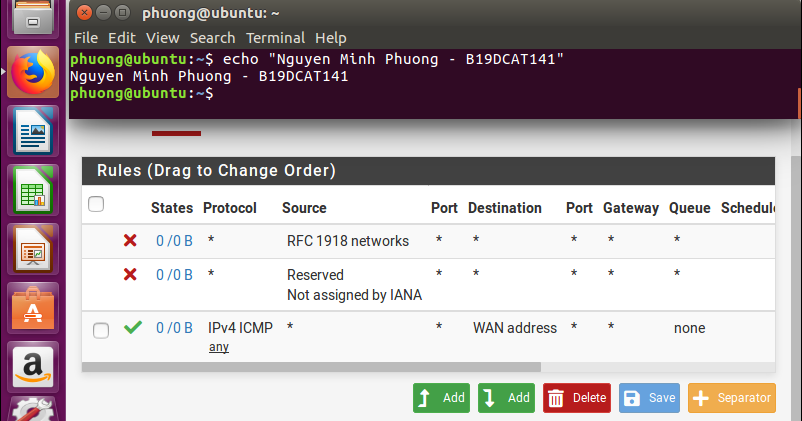 phuong@ubuntu: ~
File Edit View Search Terminal Help
phuong@ubuntu:~$ echo "Nguyen Minh Phuong - B19DCAT141"
Nguyen Minh Phuong - B19DCAT141
phuong@ubuntu:~$
Rules (Drag to Change Order)
States Protocol Source Port Destination Port Gateway Queue Schedule
0 /0 B * RFC 1918 networks * * * * *
0 /0 B * Reserved * * * * *
Not assigned by IANA
0 /0 B IPv4 ICMP * * WAN address * * none
any
Add Add Delete Save Separator